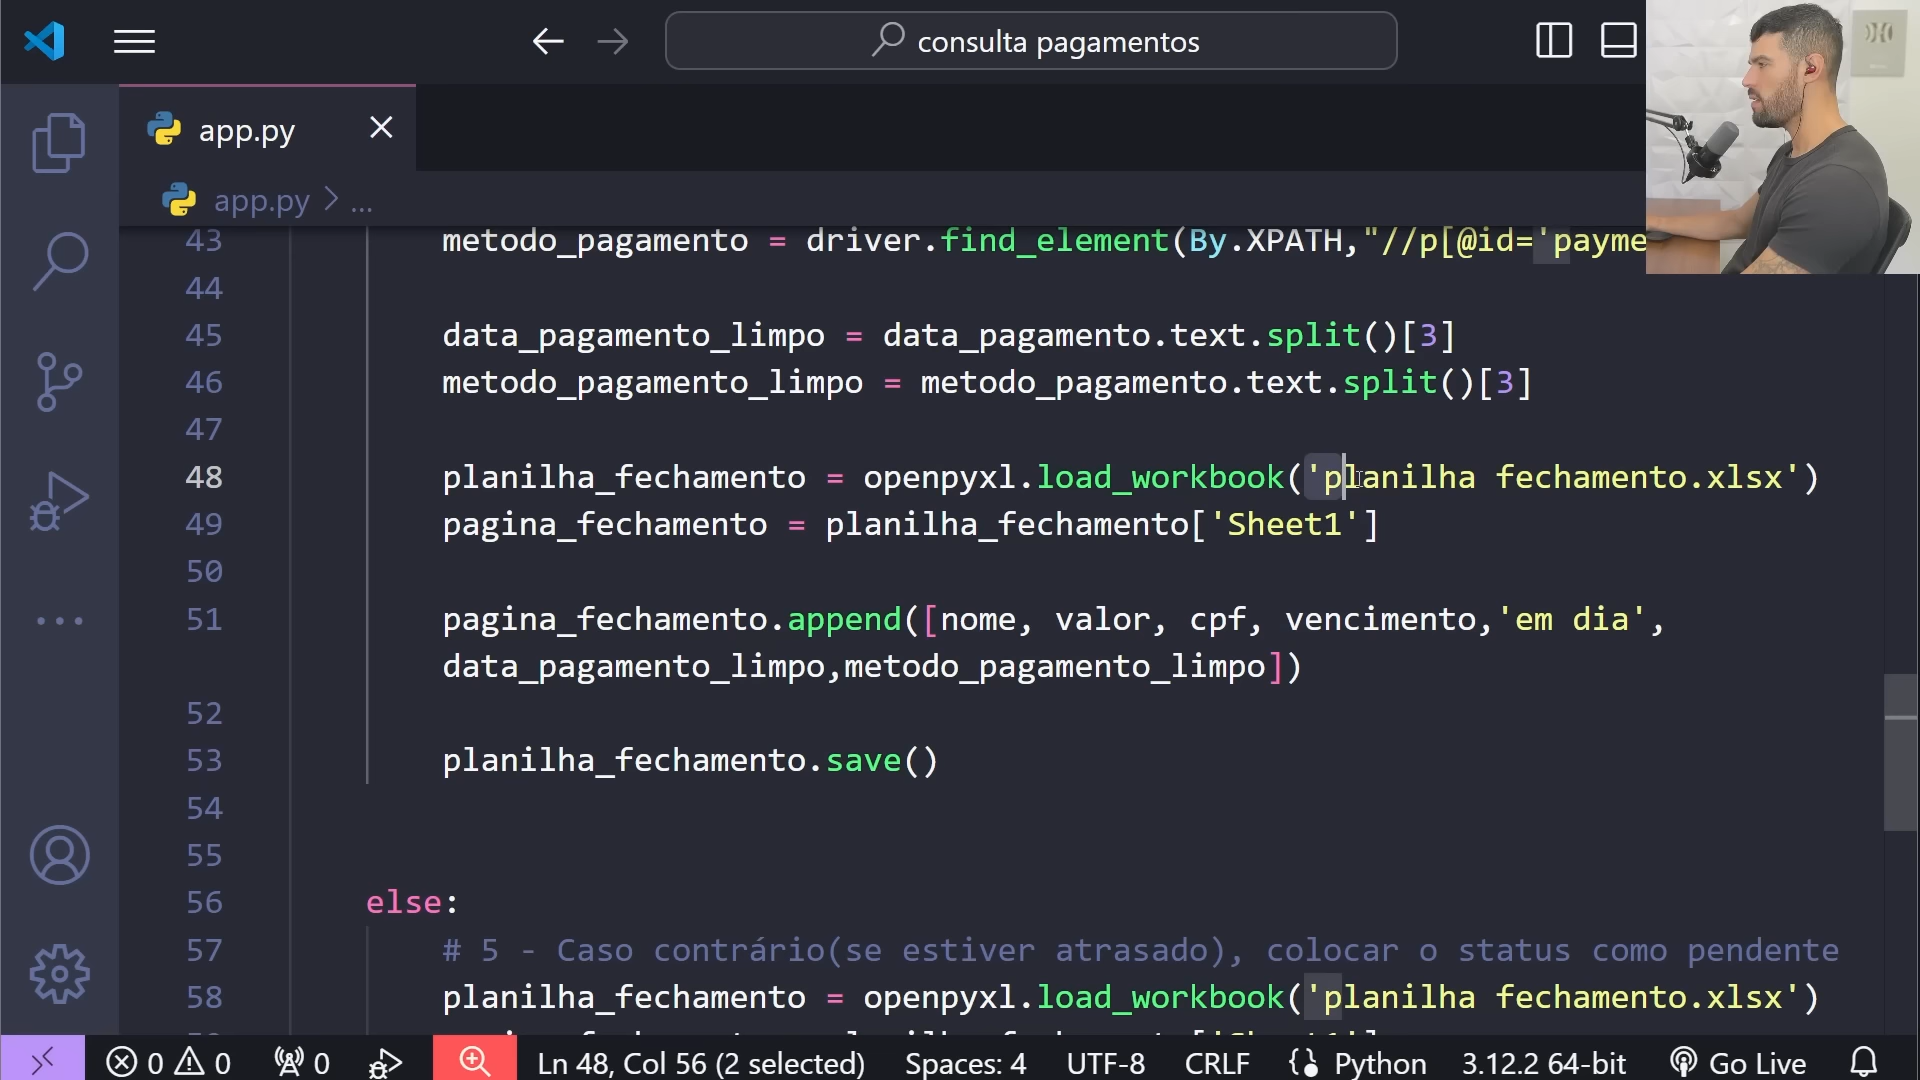 consulta pagamentos
app.py
app.py > ...
43 metodo_pagamento = driver.find_element(By.XPATH,"//p[@id='payme
44
45 data_pagamento_limpo = data_pagamento.text.split()[3]
46 metodo_pagamento_limpo = metodo_pagamento.text.split()[3]
47
48 planilha_fechamento = openpyxl.load_workbook('planilha fechamento.xlsx')
49 pagina_fechamento = planilha_fechamento['Sheet1']
50
51 pagina_fechamento.append([nome, valor, cpf, vencimento,'em dia',
data_pagamento_limpo,metodo_pagamento_limpo])
52
53 planilha_fechamento.save()
54
55
56 else:
57 # 5 - Caso contrário(se estiver atrasado), colocar o status como pendente
58 planilha_fechamento = openpyxl.load_workbook('planilha fechamento.xlsx')
0 0 0 Ln 48, Col 56 (2 selected) Spaces: 4 UTF-8 CRLF Python 3.12.2 64-bit Go Live